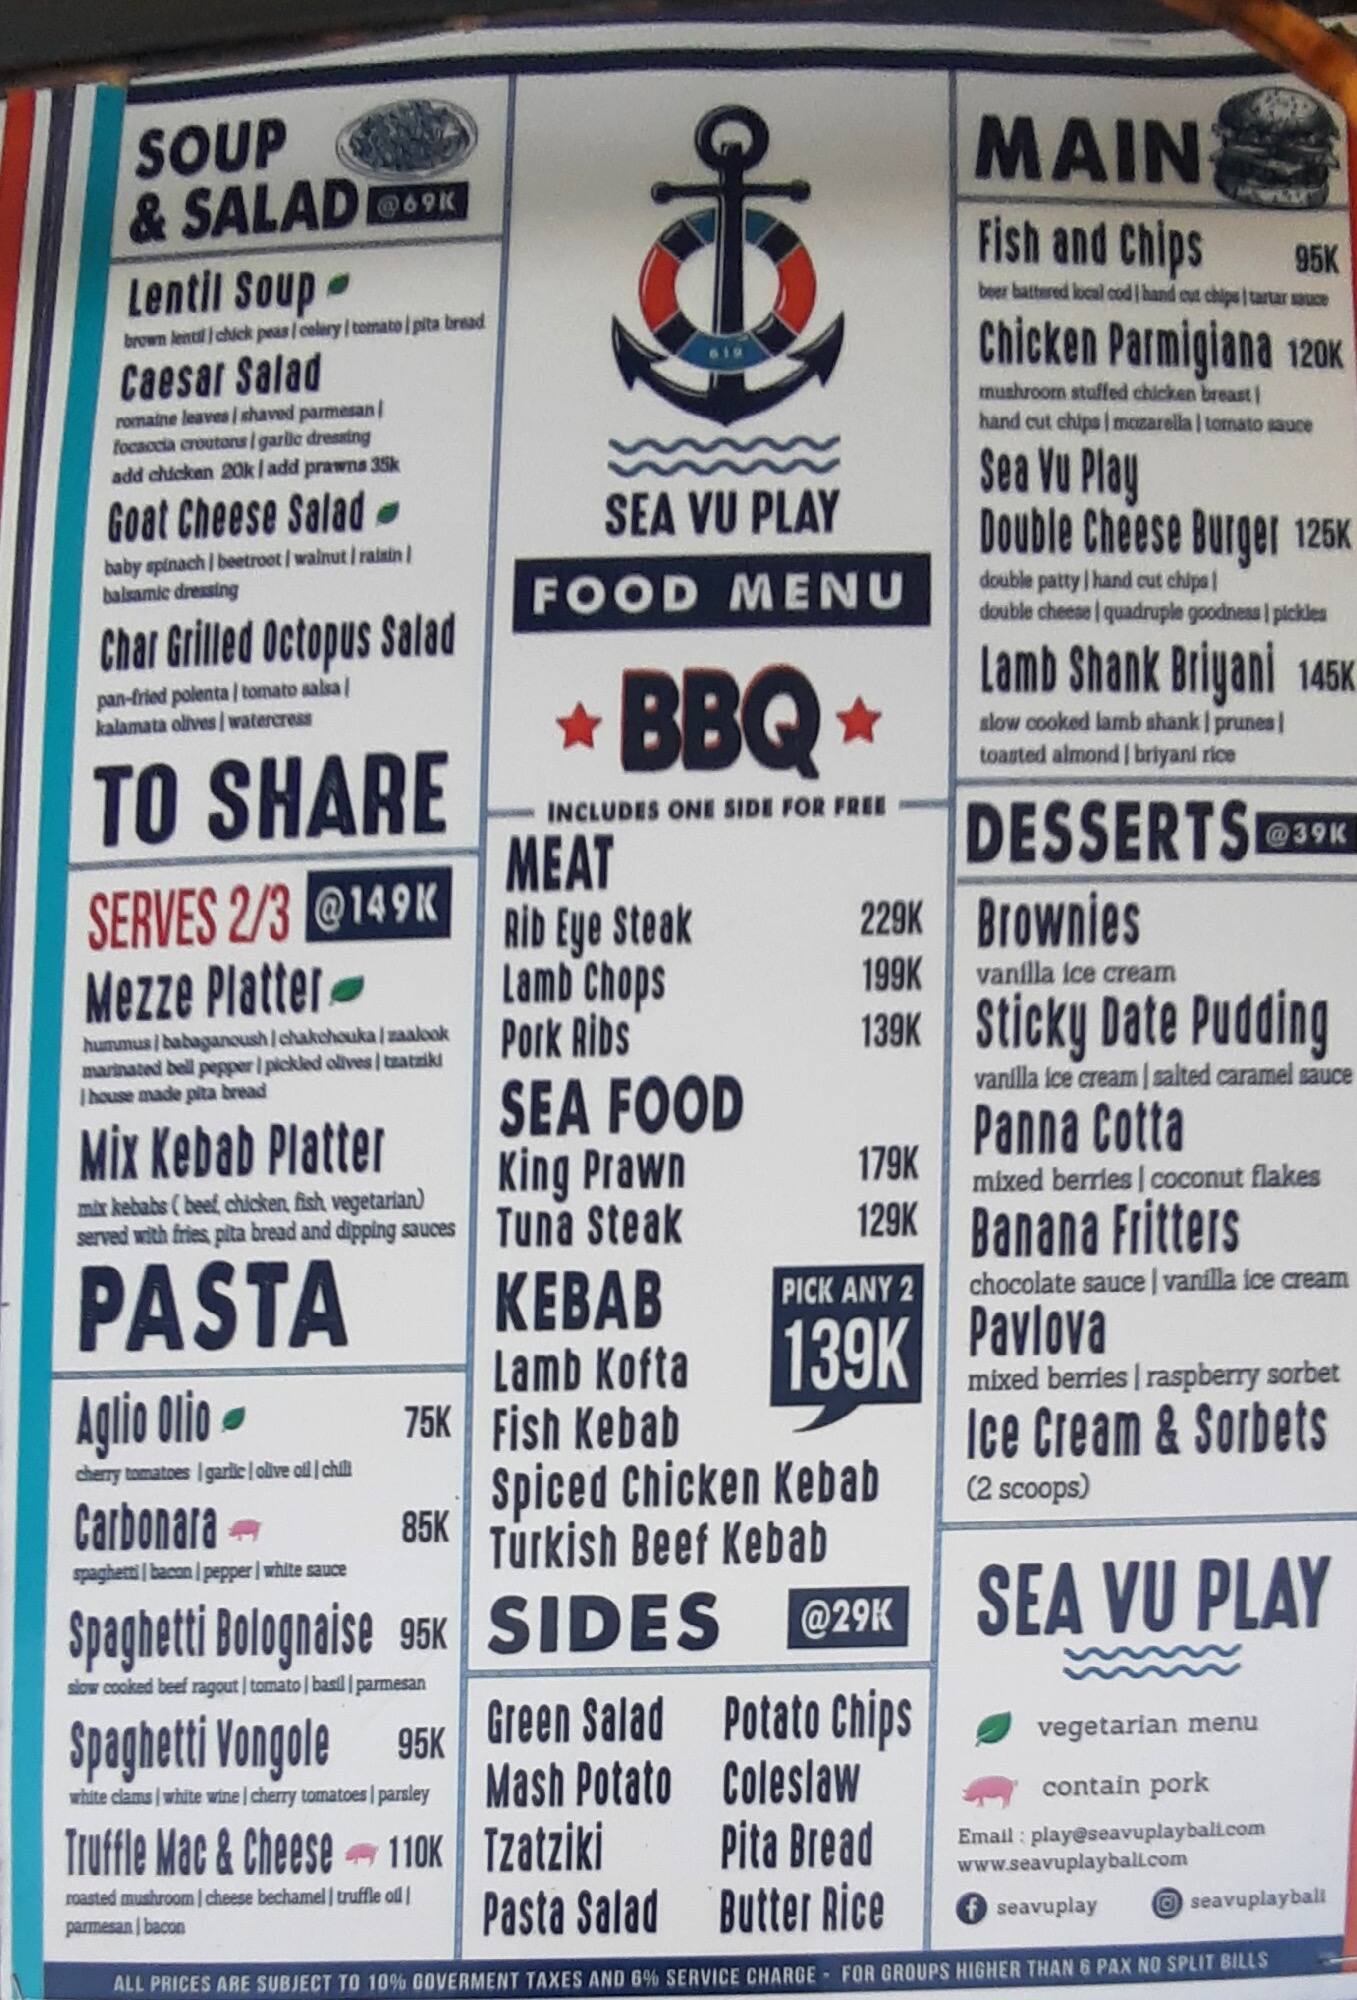 SOUP
& SALAD @69K
Lentil Soup
brown lentil | chick peas | celery | tomato | pita bread
Caesar Salad
romaine leaves | shaved parmesan |
focaccia croutons | garlic dressing
add chicken 20k | add prawns 35k
Goat Cheese Salad
baby spinach | beetroot | walnut | raisin |
balsamic dressing
Char Grilled Octopus Salad
pan-fried polenta | tomato salsa |
kalamata olives | watercress
TO SHARE
SERVES 2/3 @149K
Mezze Platter
hummus | babaganoush | chakchouka | zaalook
marinated bell pepper | pickled olives | tzatziki
| house made pita bread
Mix Kebab Platter
mix kebabs ( beef, chicken, fish, vegetarian)
served with fries, pita bread and dipping sauces
PASTA
Aglio Olio 75K
cherry tomatoes | garlic | olive oil | chili
Carbonara 85K
spaghetti | bacon | pepper | white sauce
Spaghetti Bolognaise 95K
slow cooked beef ragout | tomato | basil | parmesan
Spaghetti Vongole 95K
white clams | white wine | cherry tomatoes | parsley
Truffle Mac & Cheese 110K
roasted mushroom | cheese bechamel | truffle oil |
parmesan | bacon
SEA VU PLAY
FOOD MENU
BBQ
INCLUDES ONE SIDE FOR FREE
MEAT
Rib Eye Steak 229K
Lamb Chops 199K
Pork Ribs 139K
SEA FOOD
King Prawn 179K
Tuna Steak 129K
KEBAB
PICK ANY 2
139K
Lamb Kofta
Fish Kebab
Spiced Chicken Kebab
Turkish Beef Kebab
SIDES @29K
Green Salad Potato Chips
Mash Potato Coleslaw
Tzatziki Pita Bread
Pasta Salad Butter Rice
MAIN
Fish and Chips 95K
beer battered local cod | hand cut chips | tartar sauce
Chicken Parmigiana 120K
mushroom stuffed chicken breast |
hand cut chips | mozarella | tomato sauce
Sea Vu Play
Double Cheese Burger 125K
double patty | hand cut chips |
double cheese | quadruple goodness | pickles
Lamb Shank Briyani 145K
slow cooked lamb shank | prunes |
toasted almond | briyani rice
DESSERTS @39K
Brownies
vanilla ice cream
Sticky Date Pudding
vanilla ice cream | salted caramel sauce
Panna Cotta
mixed berries | coconut flakes
Banana Fritters
chocolate sauce | vanilla ice cream
Pavlova
mixed berries | raspberry sorbet
Ice Cream & Sorbets
(2 scoops)
SEA VU PLAY
vegetarian menu
contain pork
Email : play@seavuplaybali.com
www.seavuplaybali.com
seavuplay seavuplaybali
ALL PRICES ARE SUBJECT TO 10% GOVERMENT TAXES AND 6% SERVICE CHARGE - FOR GROUPS HIGHER THAN 6 PAX NO SPLIT BILLS